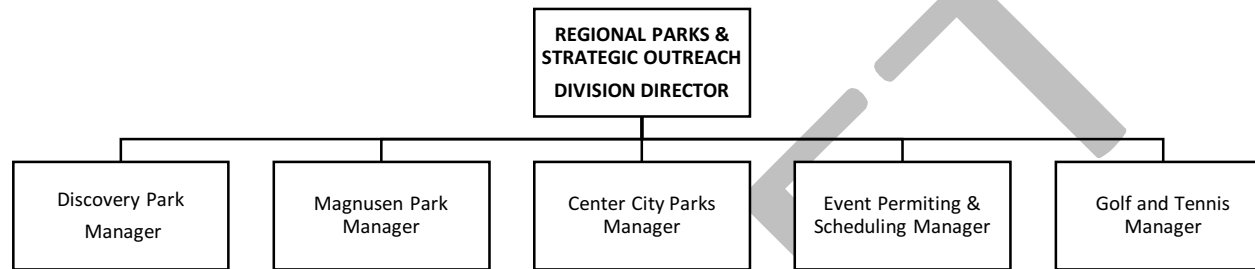 REGIONAL PARKS &
STRATEGIC OUTREACH
DIVISION DIRECTOR
Discovery Park
Manager
Magnusen Park
Manager
Center City Parks
Manager
Event Permiting &
Scheduling Manager
Golf and Tennis
Manager